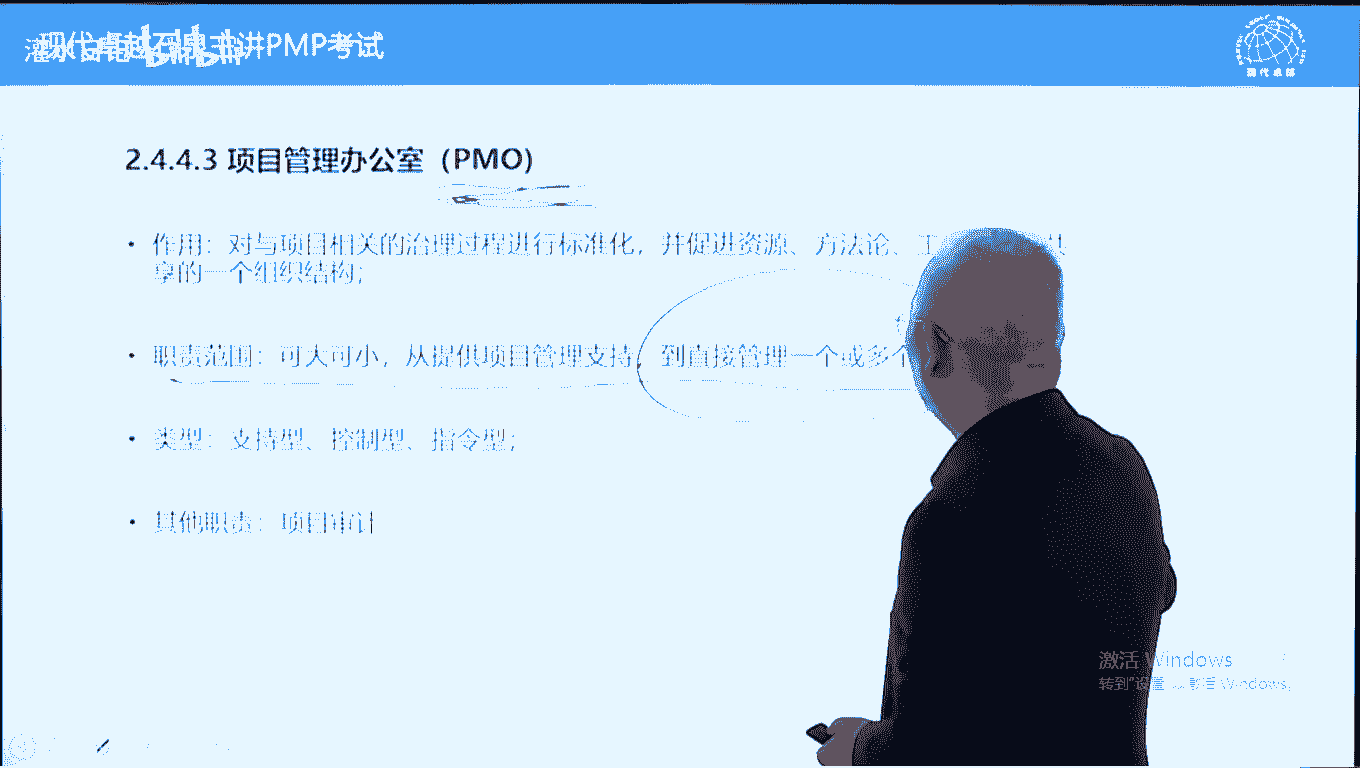 现代卓越石泉主讲PMP考试
bilibili
现代卓越
2.4.4.3 项目管理办公室（PMO）
• 作用：对与项目相关的治理过程进行标准化，并促进资源、方法论、工 共
享的一个组织结构；
• 职责范围：可大可小，从提供项目管理支持，到直接管理一个或多个
• 类型：支持型、控制型、指令型；
• 其他职责：项目审计
激活 Windows
转到"设置 激活 Windows。